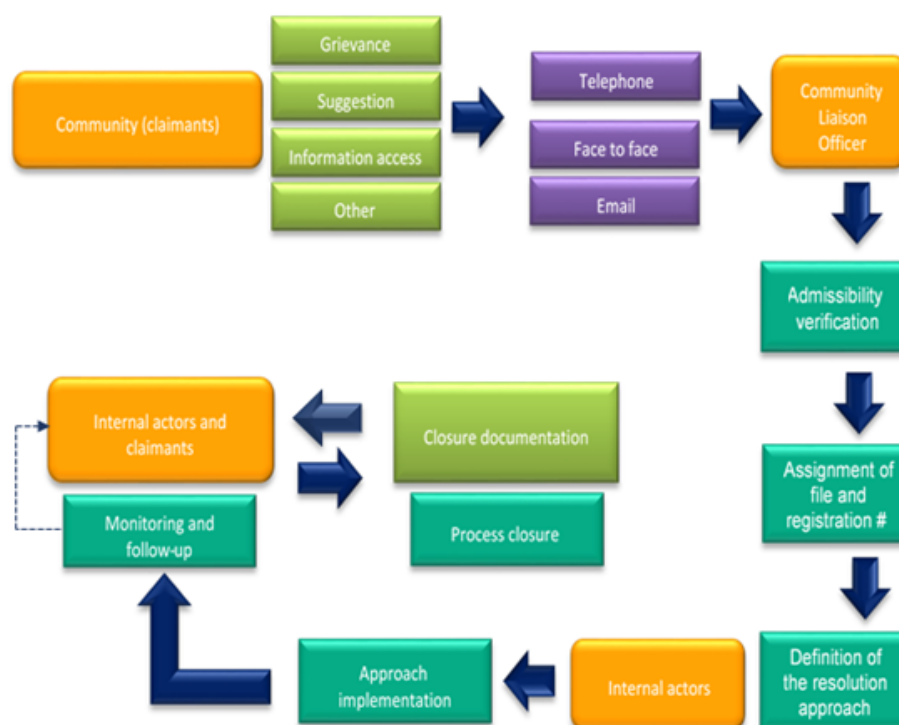 Community (claimants)
Grievance
Suggestion
Information access
Other
Telephone
Face to face
Email
Community
Liaison
Officer
Admissibility
verification
Assignment of
file and
registration #
Definition of
the resolution
approach
Internal actors
Approach
implementation
Monitoring and
follow-up
Internal actors and
claimants
Closure documentation
Process closure